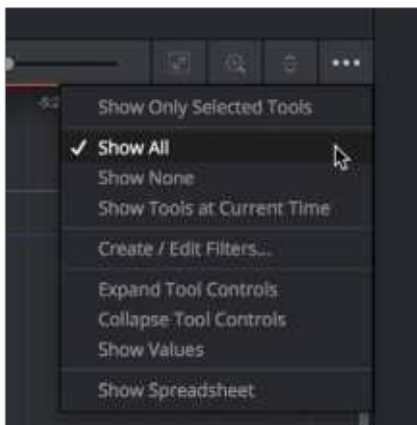 Show Only Selected Tools
Show All
Show None
Show Tools at Current Time
Create / Edit Filters...
Expand Tool Controls
Collapse Tool Controls
Show Values
Show Spreadsheet